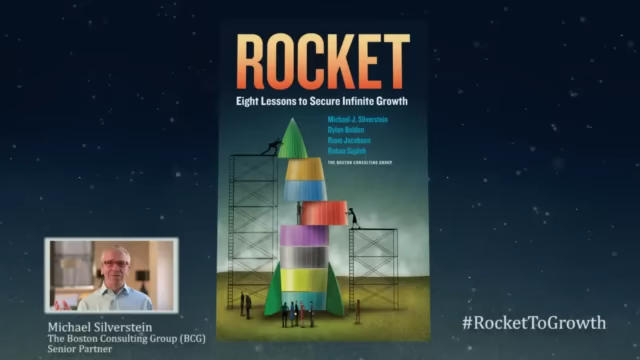 ROCKET
Eight Lessons to Secure Infinite Growth
Michael J. Silverstein
Dylan Bolden
Rune Jacobsen
Rohan Sajdeh
THE BOSTON CONSULTING GROUP
Michael Silverstein
The Boston Consulting Group (BCG)
Senior Partner
#RocketToGrowth